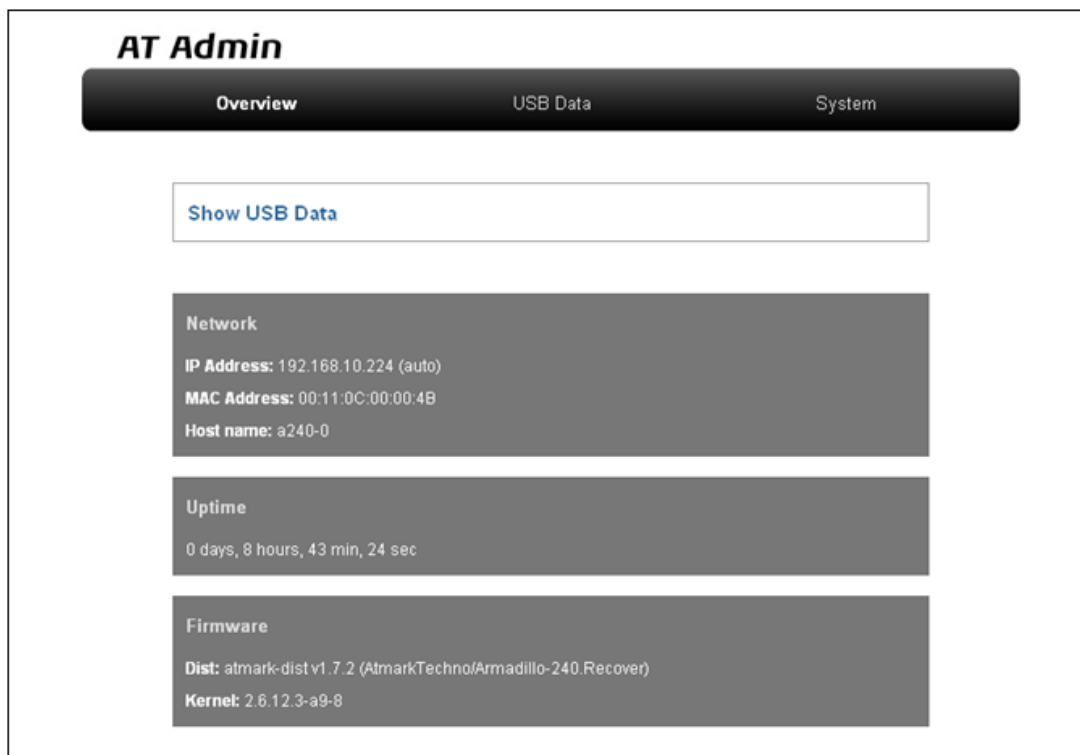 AT Admin
Overview USB Data System
Show USB Data
Network
IP Address: 192.168.10.224 (auto)
MAC Address: 00:11:0C:00:00:4B
Host name: a240-0
Uptime
0 days, 8 hours, 43 min, 24 sec
Firmware
Dist: atmark-dist v1.7.2 (AtmarkTechno/Armadillo-240.Recover)
Kernel: 2.6.12.3-a9-8